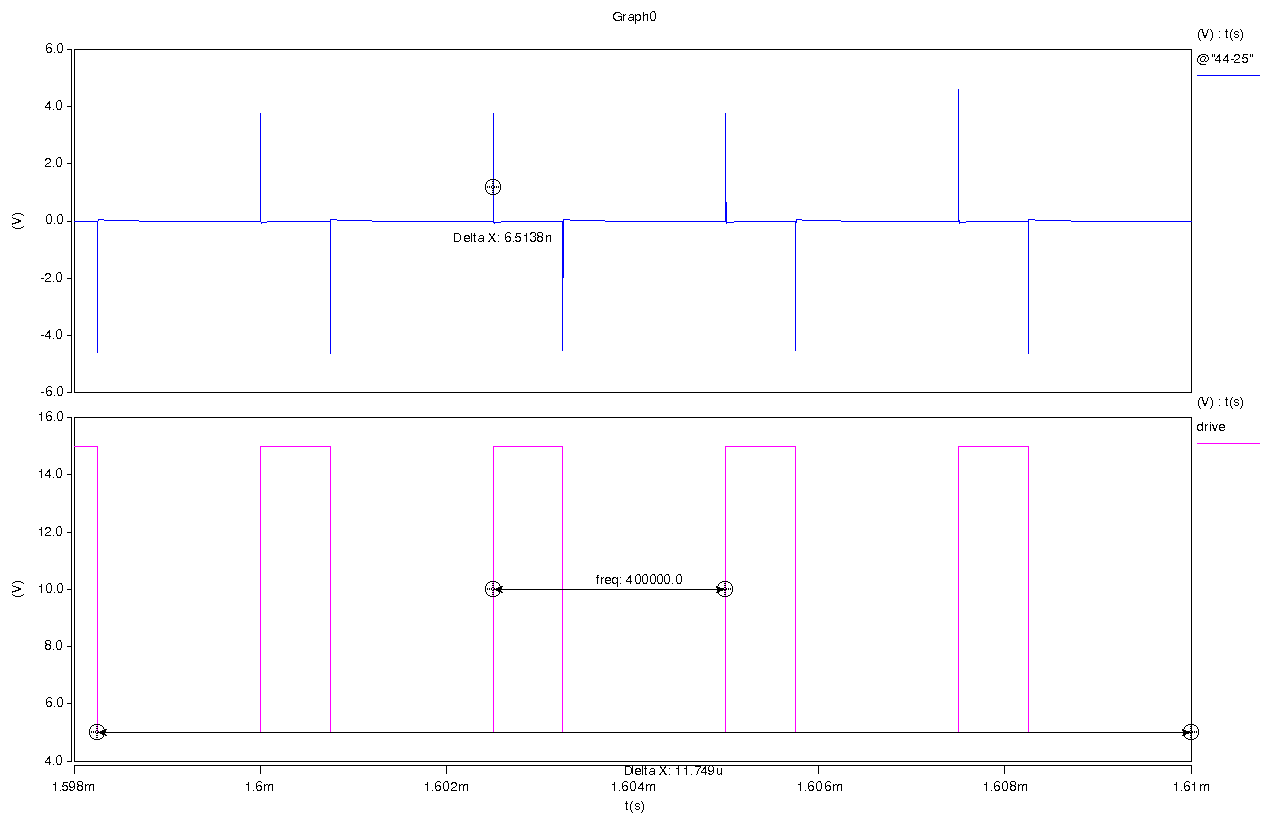 Graph0
(V) : t(s)
@"44-25"
6.0
4.0
2.0
0.0
-2.0
-4.0
-6.0
(V)
Delta X: 6.5138n
(V) : t(s)
drive
16.0
14.0
12.0
10.0
8.0
6.0
4.0
(V)
freq: 400000.0
Delta X: 11.749u
1.598m 1.6m 1.602m 1.604m 1.606m 1.608m 1.61m
t(s)